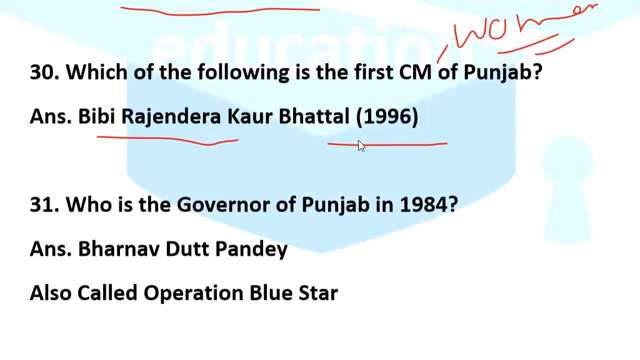 education
, women
30. Which of the following is the first CM of Punjab?
Ans. Bibi Rajendera Kaur Bhattal (1996)
31. Who is the Governor of Punjab in 1984?
Ans. Bharnav Dutt Pandey
Also Called Operation Blue Star